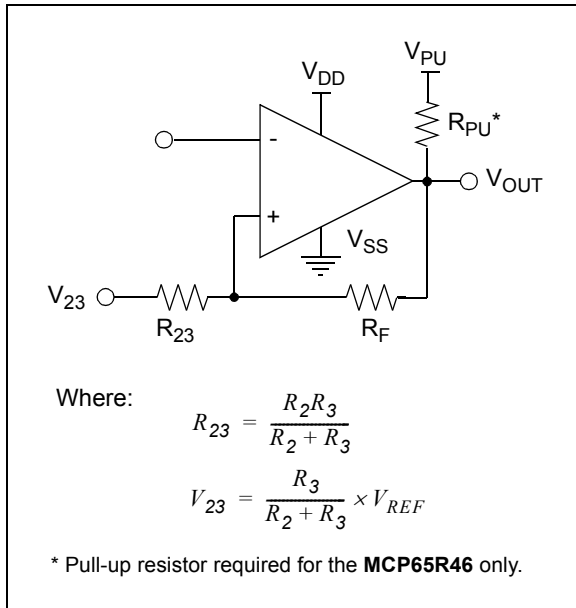 V_PU
V_DD
R_PU*
-
V_OUT
+
V_SS
V_23
R_23
R_F
Where:
R_23 = R_2R_3 / R_2 + R_3
V_23 = R_3 / R_2 + R_3 × V_REF
* Pull-up resistor required for the MCP65R46 only.